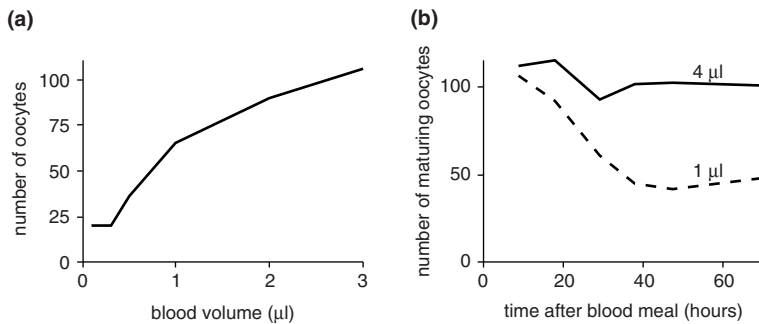 (a)
number of oocytes
100
75
50
25
0
0 1 2 3
blood volume (µl)
(b)
number of maturing oocytes
100
50
0
4 µl
1 µl
0 20 40 60
time after blood meal (hours)